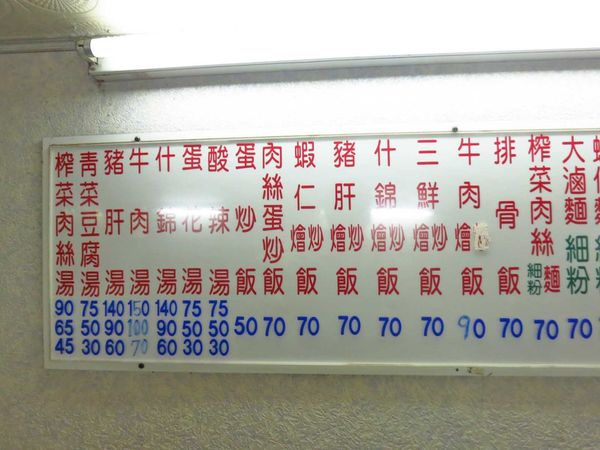 榨菜肉絲湯 90 65 45
青菜豆腐湯 75 50 30
豬肝湯 140 90 60
牛肉湯 150 100 70
什錦湯 140 90 60
蛋花湯 75 50 30
酸辣湯 75 50 30
蛋炒飯 50
肉絲蛋炒飯 70
蝦仁燴炒飯 70
豬肝燴炒飯 70
什錦燴炒飯 70
三鮮燴炒飯 70
牛肉燴飯 90
排骨飯 70
榨菜肉絲麵細粉 70
大滷麵細粉 70